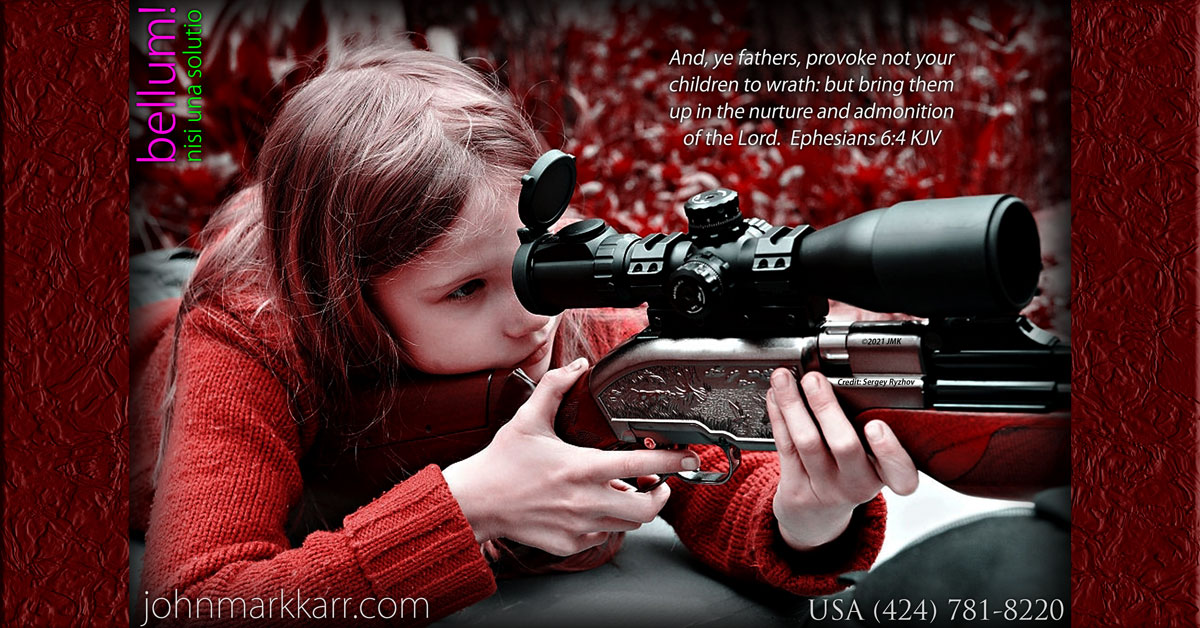 bellum!
nisi una solutio
And, ye fathers, provoke not your
children to wrath: but bring them
up in the nurture and admonition
of the Lord.  Ephesians 6:4 KJV
©2021 JMK
Credit: Sergey Ryzhov
johnmarkkarr.com
USA (424) 781-8220